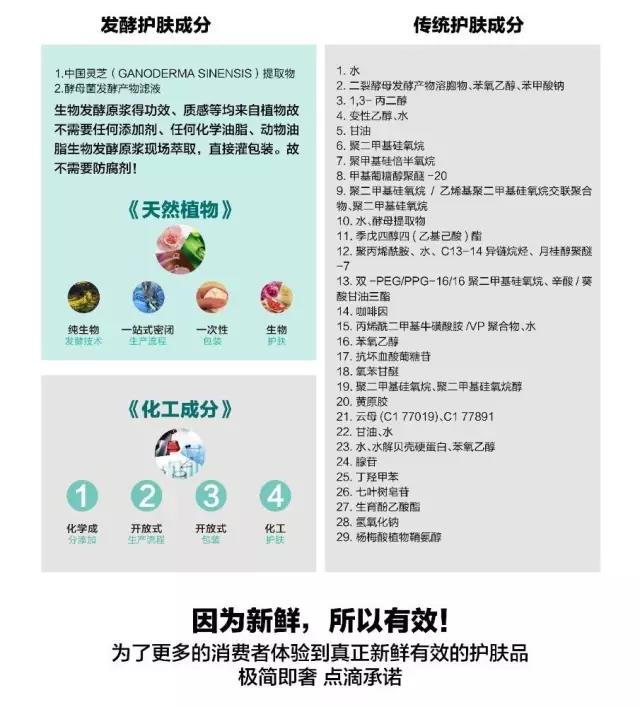 发酵护肤成分
1.中国灵芝（GANODERMA SINENSIS）提取物
2.酵母菌发酵产物滤液
生物发酵原浆得功效、质感等均来自植物故
不需要任何添加剂、任何化学油脂、动物油
脂生物发酵原浆现场萃取，直接灌包装。故
不需要防腐剂！
《天然植物》
纯生物
发酵技术
一站式密闭
生产流程
一次性
包装
生物
护肤
《化工成分》
1
化学成
分添加
2
开放式
生产流程
3
开放式
包装
4
化工
护肤
传统护肤成分
1. 水
2. 二裂酵母发酵产物溶胞物、苯氧乙醇、苯甲酸钠
3. 1,3- 丙二醇
4. 变性乙醇、水
5. 甘油
6. 聚二甲基硅氧烷
7. 聚甲基硅倍半氧烷
8. 甲基葡糖醇聚醚 -20
9. 聚二甲基硅氧烷 / 乙烯基聚二甲基硅氧烷交联聚合
物、聚二甲基硅氧烷
10. 水、酵母提取物
11. 季戊四醇四（乙基己酸）酯
12. 聚丙烯酰胺、水、C13-14 异链烷烃、月桂醇聚醚
-7
13. 双 -PEG/PPG-16/16 聚二甲基硅氧烷、辛酸 / 葵
酸甘油三酯
14. 咖啡因
15. 丙烯酰二甲基牛磺酸胺 /VP 聚合物、水
16. 苯氧乙醇
17. 抗坏血酸葡糖苷
18. 氯苯甘醚
19. 聚二甲基硅氧烷、聚二甲基硅氧烷醇
20. 黄原胶
21. 云母 (C1 77019)、C1 77891
22. 甘油、水
23. 水、水解贝壳硬蛋白、苯氧乙醇
24. 腺苷
25. 丁羟甲苯
26. 七叶树皂苷
27. 生育酚乙酸酯
28. 氢氧化钠
29. 杨梅酸植物鞘氨醇
因为新鲜，所以有效！
为了更多的消费者体验到真正新鲜有效的护肤品
极简即奢 点滴承诺